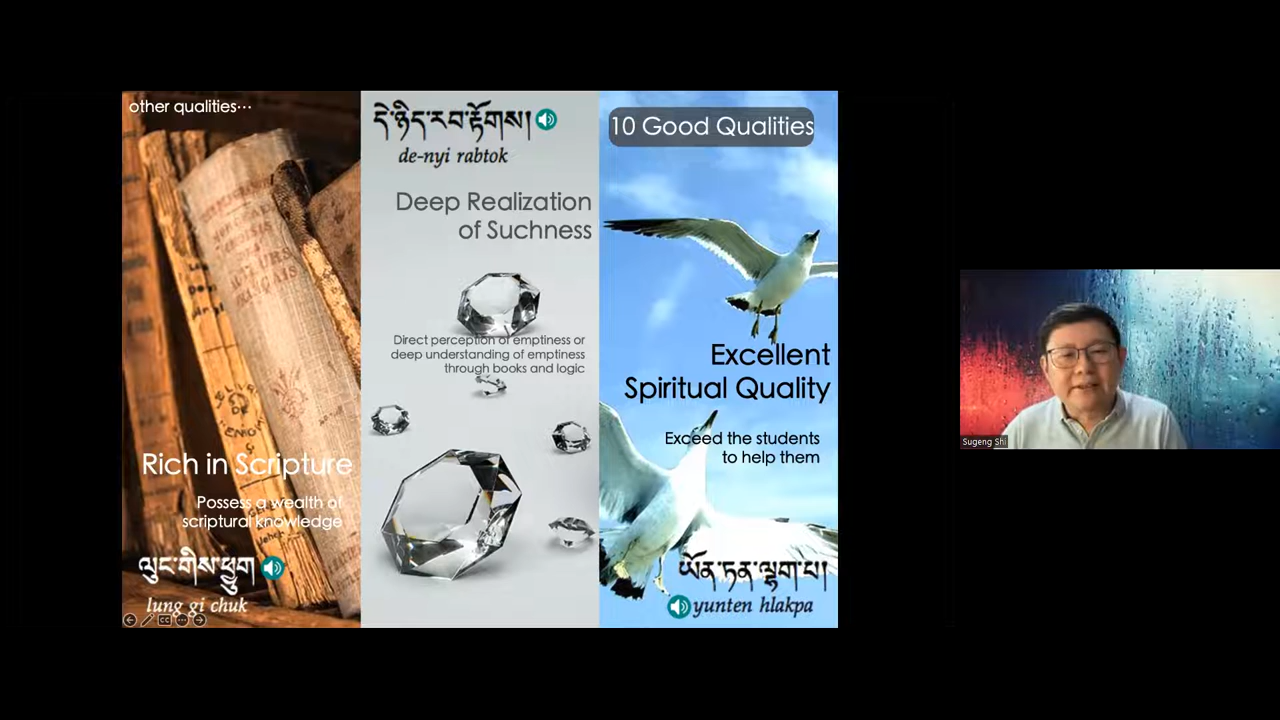 other qualities···
Rich in Scripture
Possess a wealth of
scriptural knowledge
ལུང་གིས་ཕྱུག
lung gi chuk
དེ་ཉིད་རབ་རྟོགས།
de-nyi rabtok
Deep Realization
of Suchness
Direct perception of emptiness or
deep understanding of emptiness
through books and logic
10 Good Qualities
Excellent
Spiritual Quality
Exceed the students
to help them
ཡོན་ཏན་ལྷག་པ།
yunten hlakpa
CC
Sugeng Shi